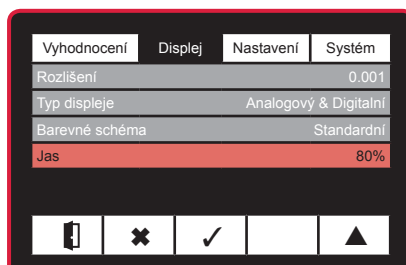 Vyhodnocení Displej Nastavení Systém
Rozlišení 0.001
Typ displeje Analogový & Digitalní
Barevné schéma Standardní
Jas 80%